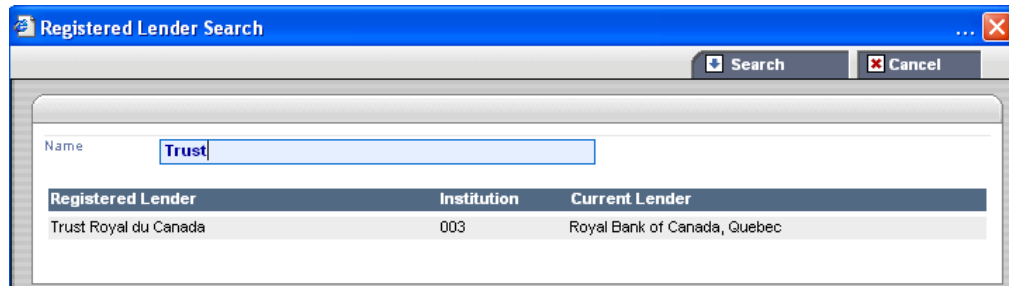 Registered Lender Search ...
Search Cancel
Name Trust
Registered Lender Institution Current Lender
Trust Royal du Canada 003 Royal Bank of Canada, Quebec